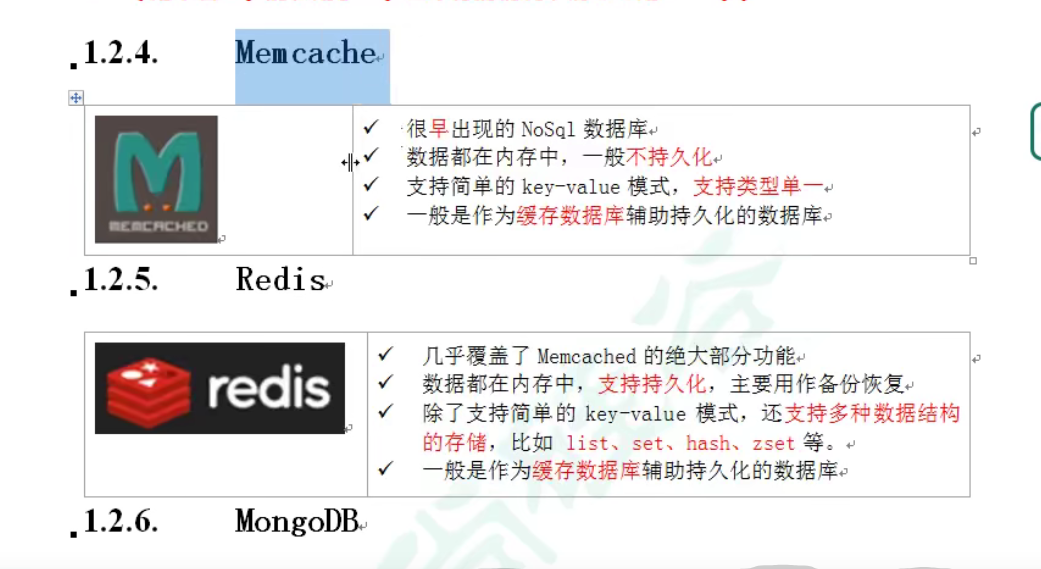 1.2.4. Memcache
MEMCACHED
很早出现的 NoSql 数据库
数据都在内存中，一般不持久化
支持简单的 key-value 模式，支持类型单一
一般是作为缓存数据库辅助持久化的数据库
1.2.5. Redis
redis
几乎覆盖了 Memcached 的绝大部分功能
数据都在内存中，支持持久化，主要用作备份恢复
除了支持简单的 key-value 模式，还支持多种数据结构
的存储，比如 list、set、hash、zset 等。
一般是作为缓存数据库辅助持久化的数据库
1.2.6. MongoDB